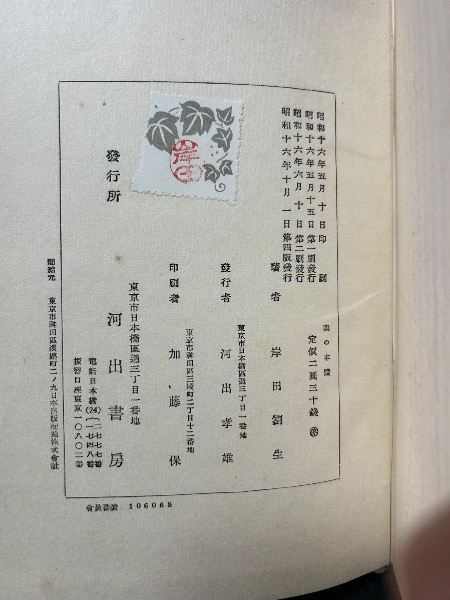 昭和十六年五月十日印刷
昭和十六年五月十五日第一刷發行
昭和十六年六月十日第二刷發行
昭和十六年十月一日第四版發行
美の本體
定價二圓三十錢
著者 岸田劉生
東京市日本橋區通三丁目一番地
發行者 河出孝雄
東京市神田區三崎町二丁目十二番地
印刷者 加藤保
東京市日本橋區通三丁目一番地
發行所 河出書房
電話日本橋(24)
振替口座東京一〇八〇二番
配給元 東京市神田區淡路町二ノ九日本出版配給株式會社
會員番號 106068
岸田